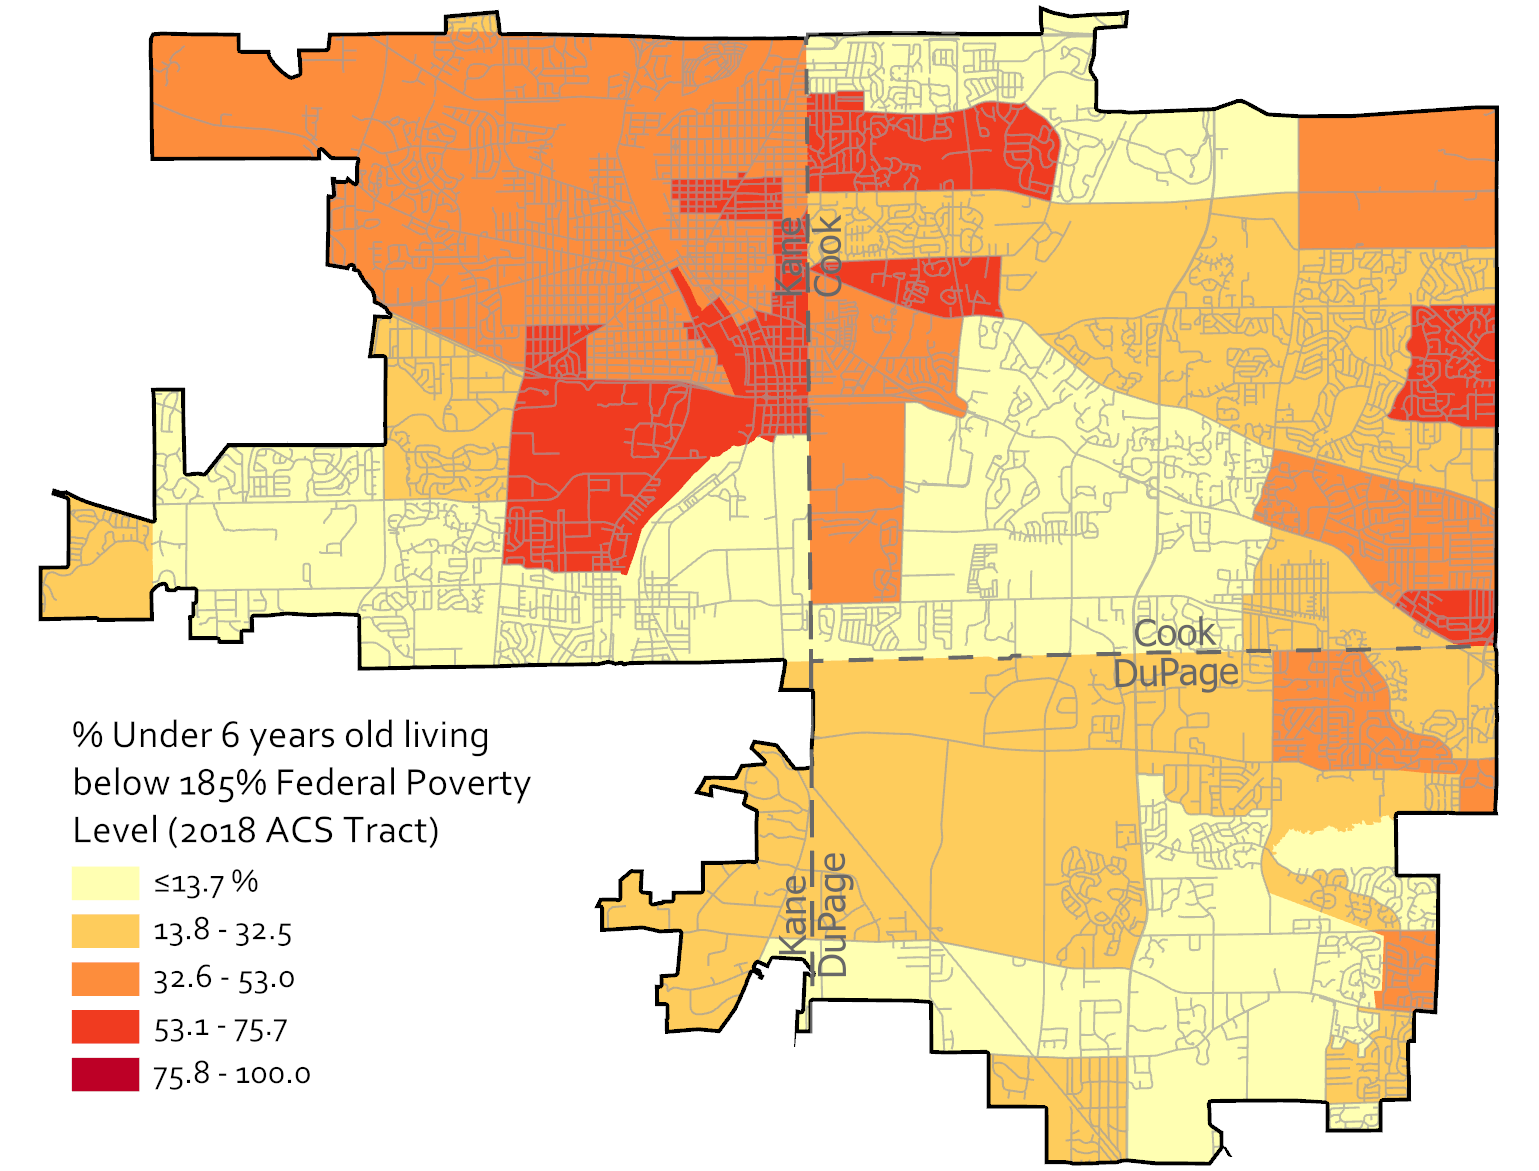 Kane
Cook
Cook
DuPage
% Under 6 years old living
below 185% Federal Poverty
Level (2018 ACS Tract)
≤13.7 %
13.8 - 32.5
32.6 - 53.0
53.1 - 75.7
75.8 - 100.0
Kane
DuPage